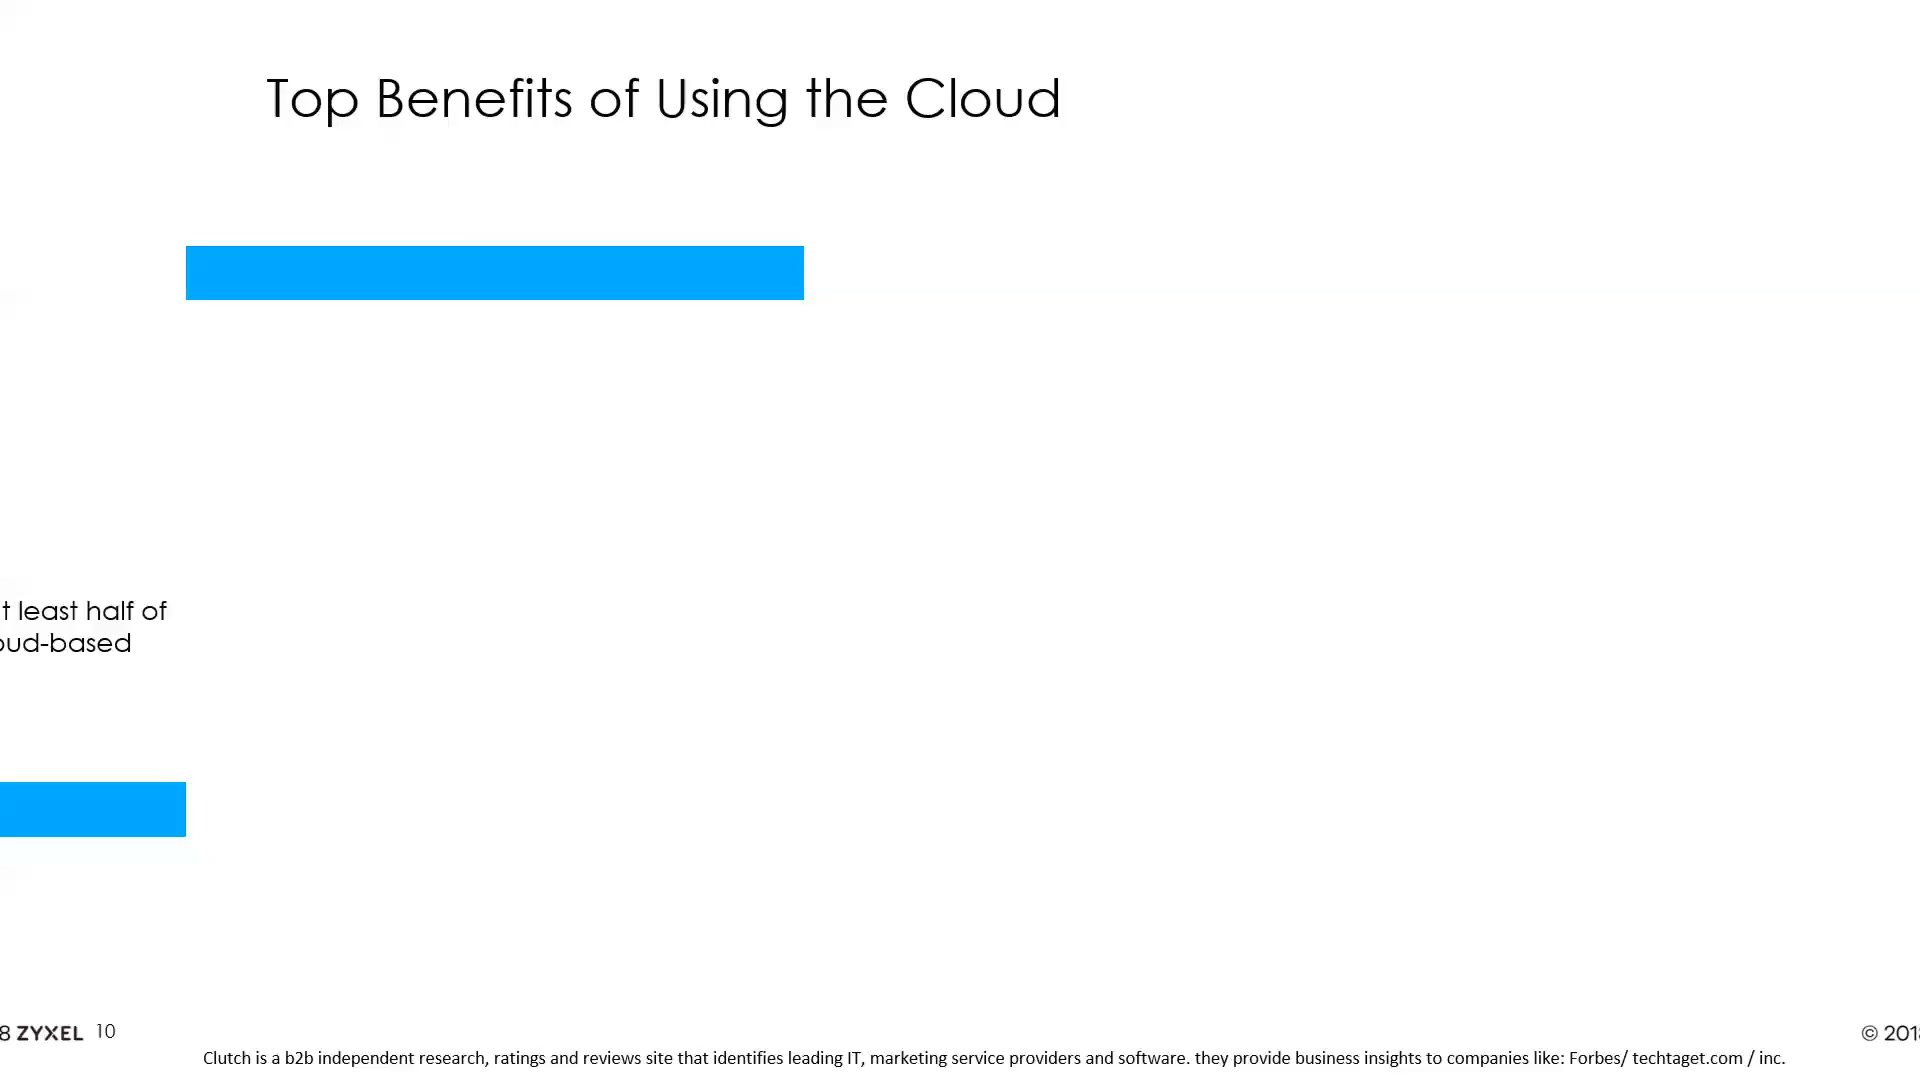 Top Benefits of Using the Cloud
t least half of
oud-based
8 ZYXEL 10
© 201
Clutch is a b2b independent research, ratings and reviews site that identifies leading IT, marketing service providers and software. they provide business insights to companies like: Forbes/ techtaget.com / inc.